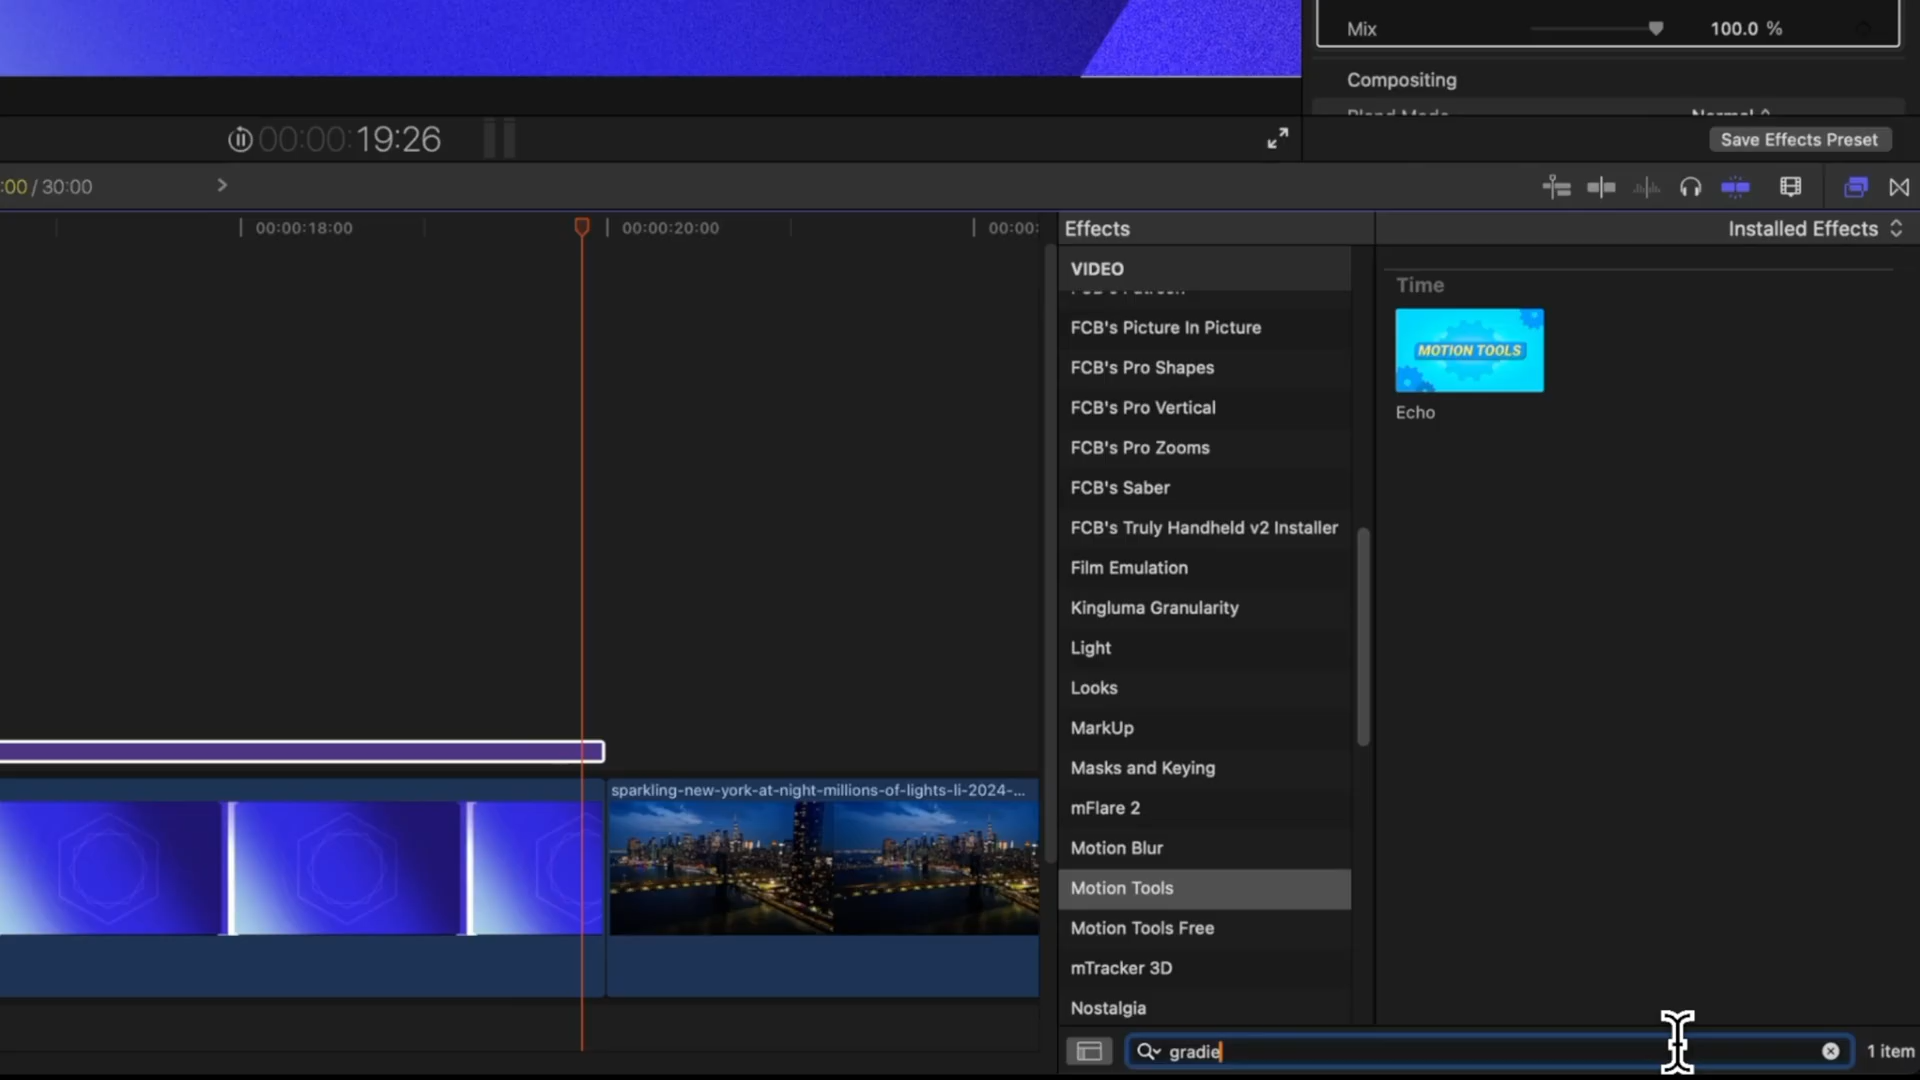 Mix 100.0 %
Compositing
Blend Mode Normal
00:00:19:26
Save Effects Preset
:00 / 30:00
00:00:18:00
00:00:20:00
00:00:
Effects
Installed Effects
VIDEO
FCB's Picture In Picture
FCB's Pro Shapes
FCB's Pro Vertical
FCB's Pro Zooms
FCB's Saber
FCB's Truly Handheld v2 Installer
Film Emulation
Kingluma Granularity
Light
Looks
MarkUp
Masks and Keying
mFlare 2
Motion Blur
Motion Tools
Motion Tools Free
mTracker 3D
Nostalgia
Time
MOTION TOOLS
Echo
sparkling-new-york-at-night-millions-of-lights-li-2024-...
gradie
1 item